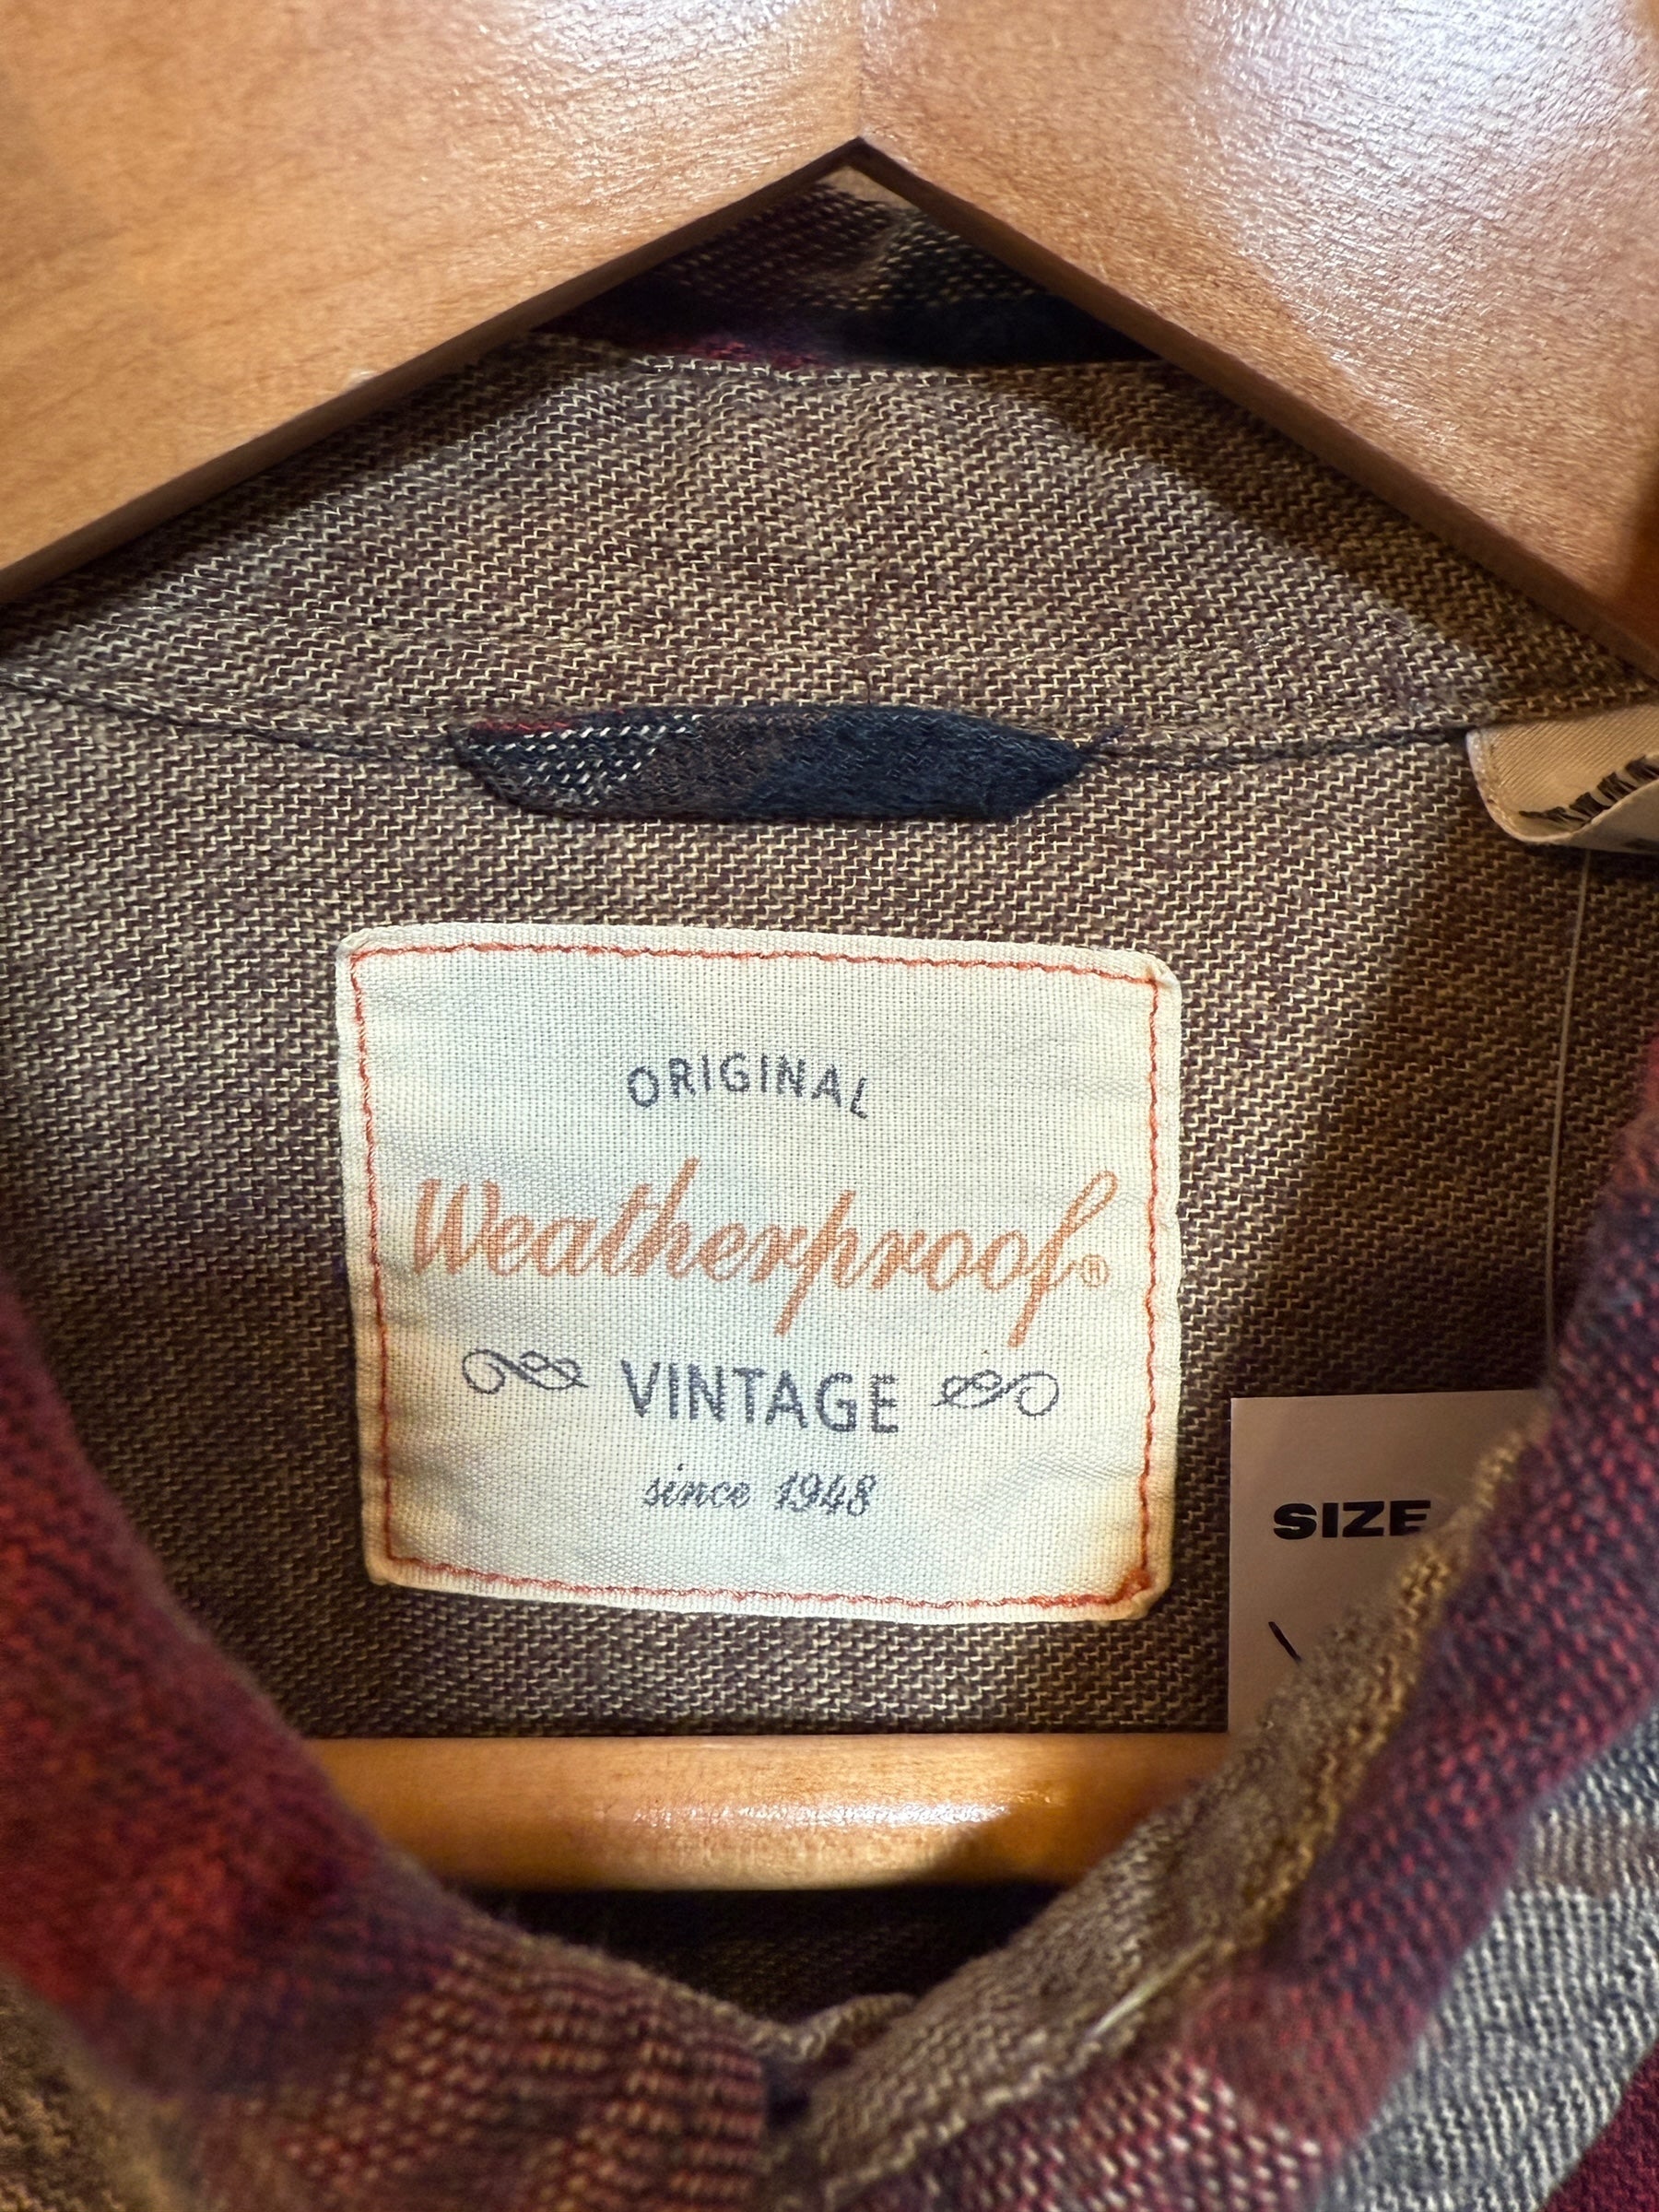 ORIGINAL
Weatherproof®
VINTAGE
since 1948
SIZE